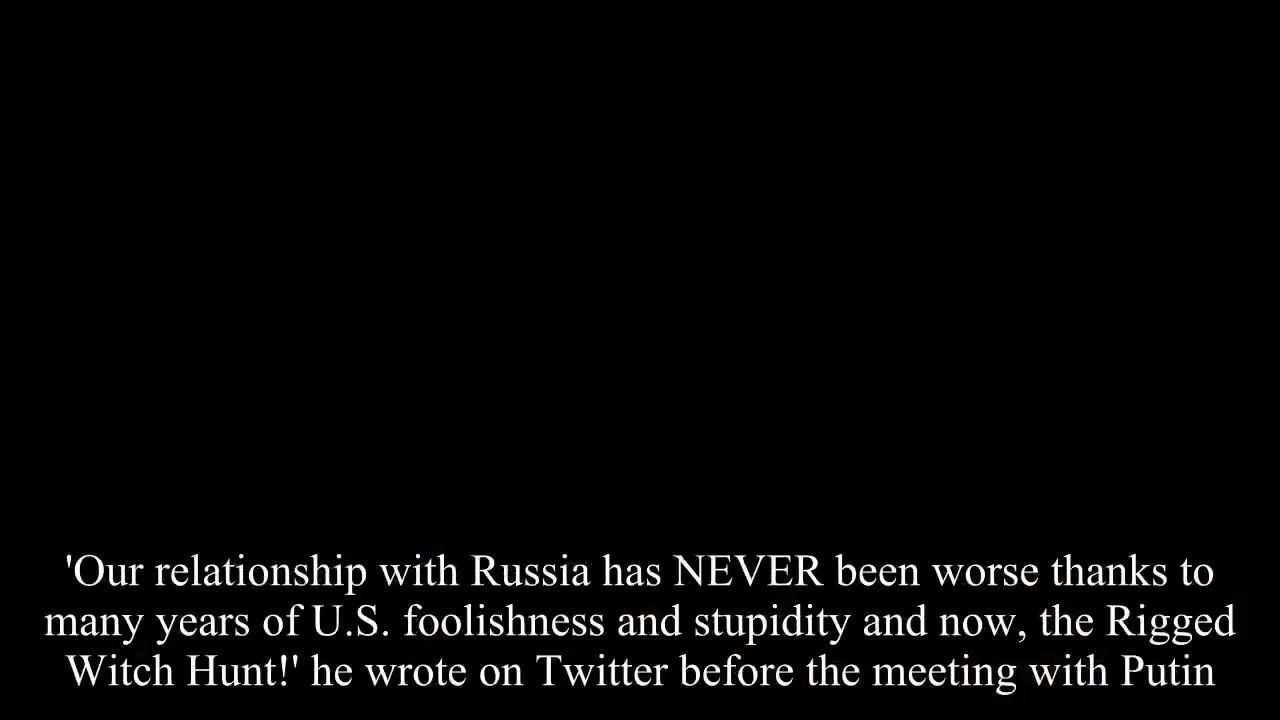 'Our relationship with Russia has NEVER been worse thanks to
many years of U.S. foolishness and stupidity and now, the Rigged
Witch Hunt!' he wrote on Twitter before the meeting with Putin